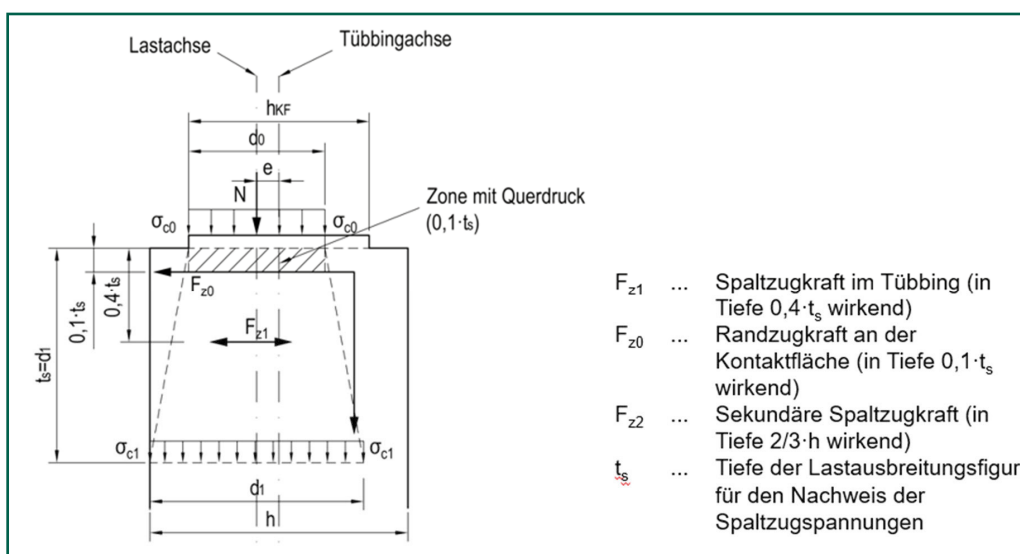 Lastachse
Tübbingachse
hKF
d0
e
N
Zone mit Querdruck
(0,1·ts)
σc0
σc0
Fz0
0,1·ts
0,4·ts
Fz1
ts=d1
σc1
σc1
d1
h
Fz1 ... Spaltzugkraft im Tübbing (in
Tiefe 0,4·ts wirkend)
Fz0 ... Randzugkraft an der
Kontaktfläche (in Tiefe 0,1·ts
wirkend)
Fz2 ... Sekundäre Spaltzugkraft (in
Tiefe 2/3·h wirkend)
ts ... Tiefe der Lastausbreitungsfigur
für den Nachweis der
Spaltzugspannungen